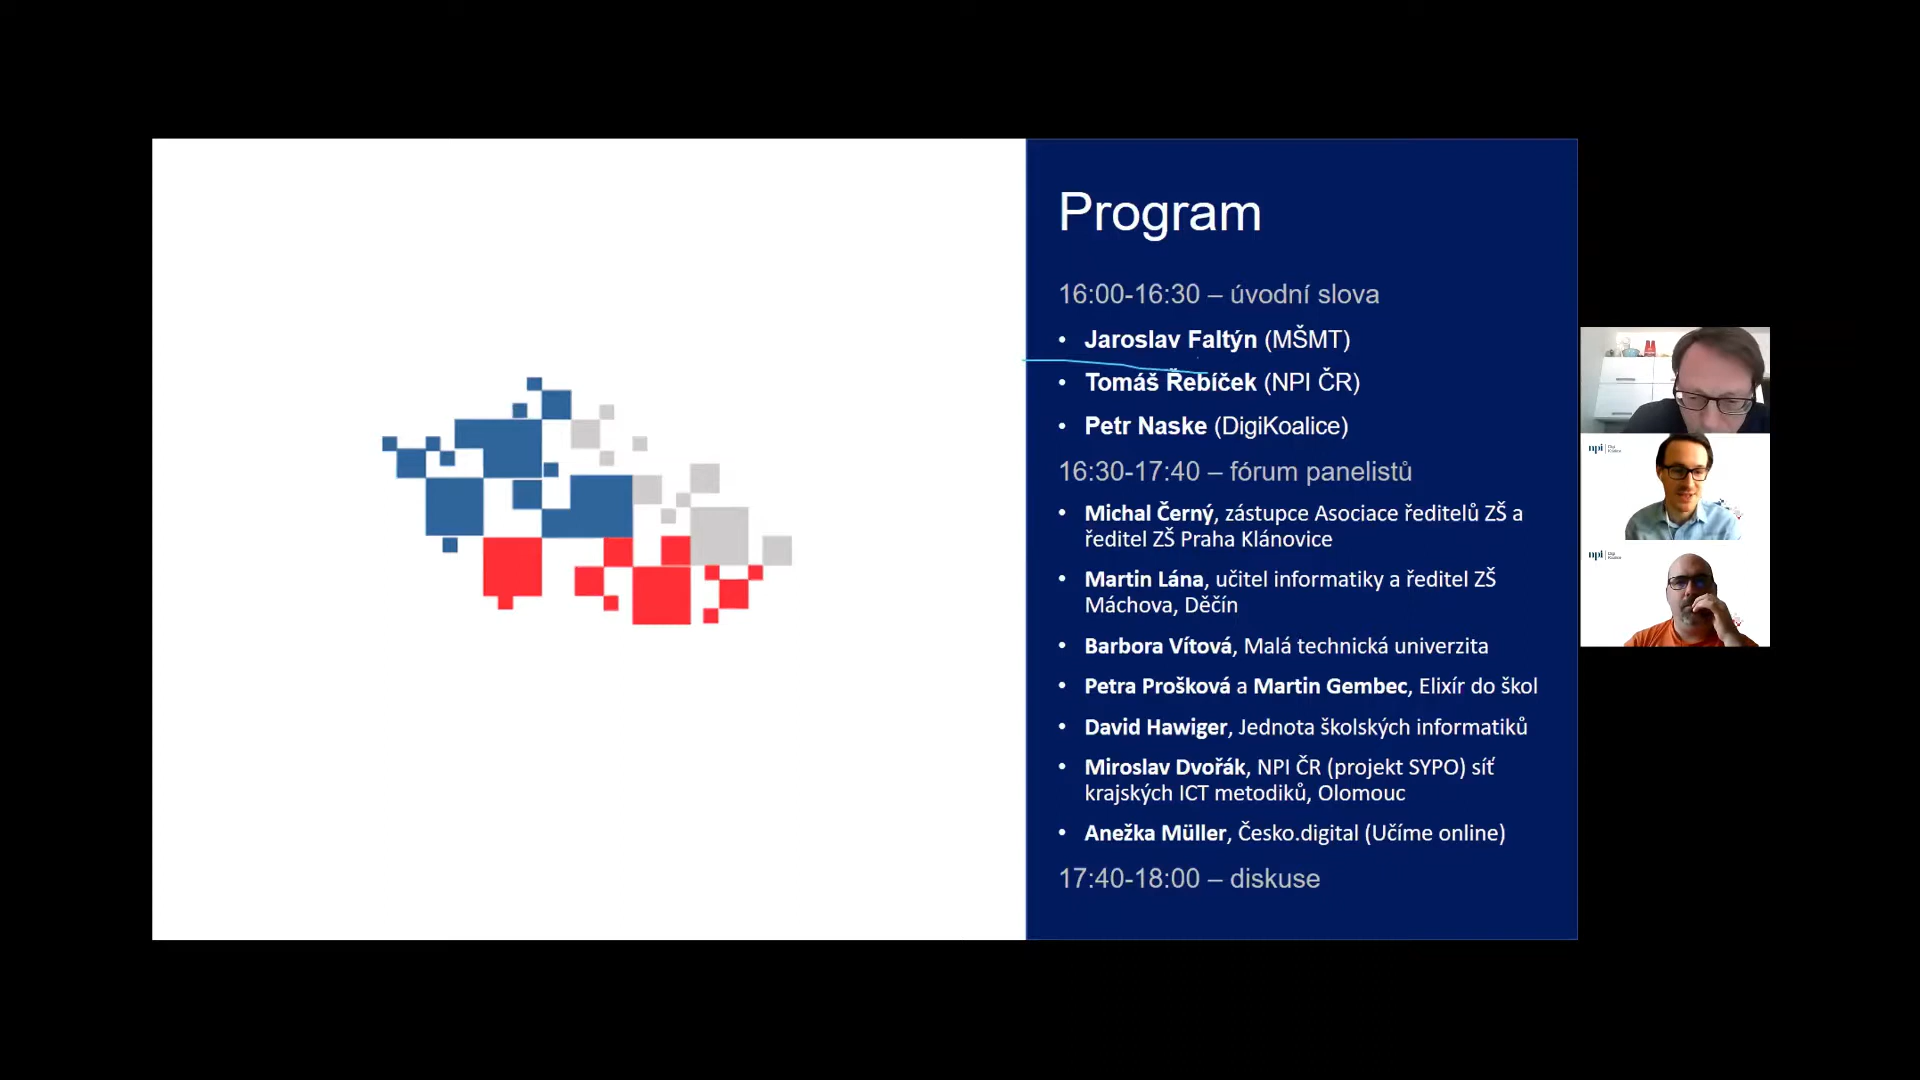 Program
16:00-16:30 – úvodní slova
• Jaroslav Faltýn (MŠMT)
• Tomáš Řebíček (NPI ČR)
• Petr Naske (DigiKoalice)
16:30-17:40 – fórum panelistů
• Michal Černý, zástupce Asociace ředitelů ZŠ a
ředitel ZŠ Praha Klánovice
• Martin Lána, učitel informatiky a ředitel ZŠ
Máchova, Děčín
• Barbora Vítová, Malá technická univerzita
• Petra Prošková a Martin Gembec, Elixír do škol
• David Hawiger, Jednota školských informatiků
• Miroslav Dvořák, NPI ČR (projekt SYPO) síť
krajských ICT metodiků, Olomouc
• Anežka Müller, Česko.digital (Učíme online)
17:40-18:00 – diskuse
npi
npi